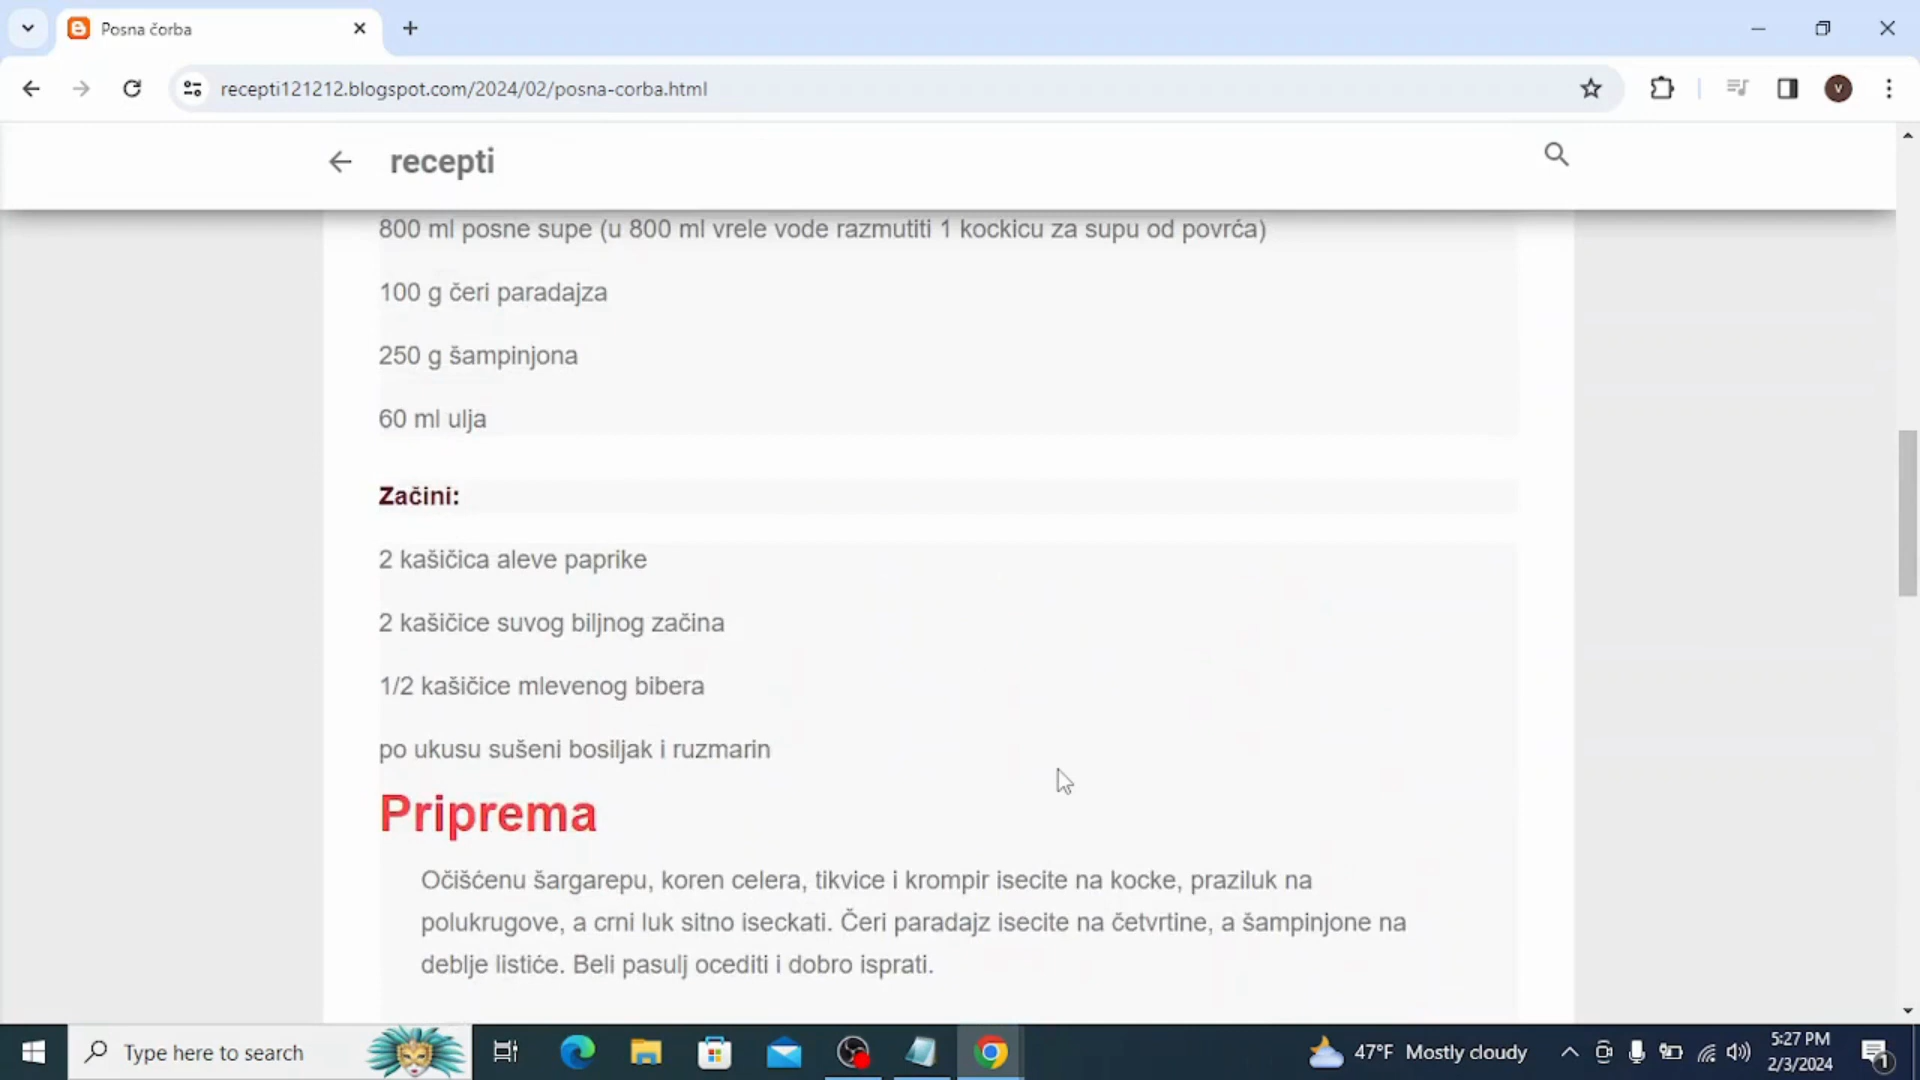 Posna čorba
recepti121212.blogspot.com/2024/02/posna-corba.html
V
recepti
800 ml posne supe (u 800 ml vrele vode razmutiti 1 kockicu za supu od povrća)
100 g čeri paradajza
250 g šampinjona
60 ml ulja
Začini:
2 kašičica aleve paprike
2 kašičice suvog biljnog začina
1/2 kašičice mlevenog bibera
po ukusu sušeni bosiljak i ruzmarin
Priprema
Očišćenu šargarepu, koren celera, tikvice i krompir isecite na kocke, praziluk na
polukrugove, a crni luk sitno iseckati. Čeri paradajz isecite na četvrtine, a šampinjone na
deblje listiće. Beli pasulj ocediti i dobro isprati.
Type here to search
47°F Mostly cloudy
5:27 PM
2/3/2024
1